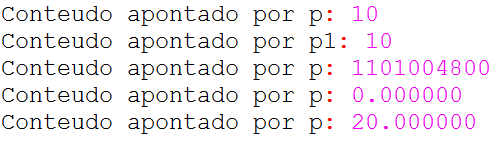 Conteudo apontado por p: 10
Conteudo apontado por p1: 10
Conteudo apontado por p: 1101004800
Conteudo apontado por p: 0.000000
Conteudo apontado por p: 20.000000